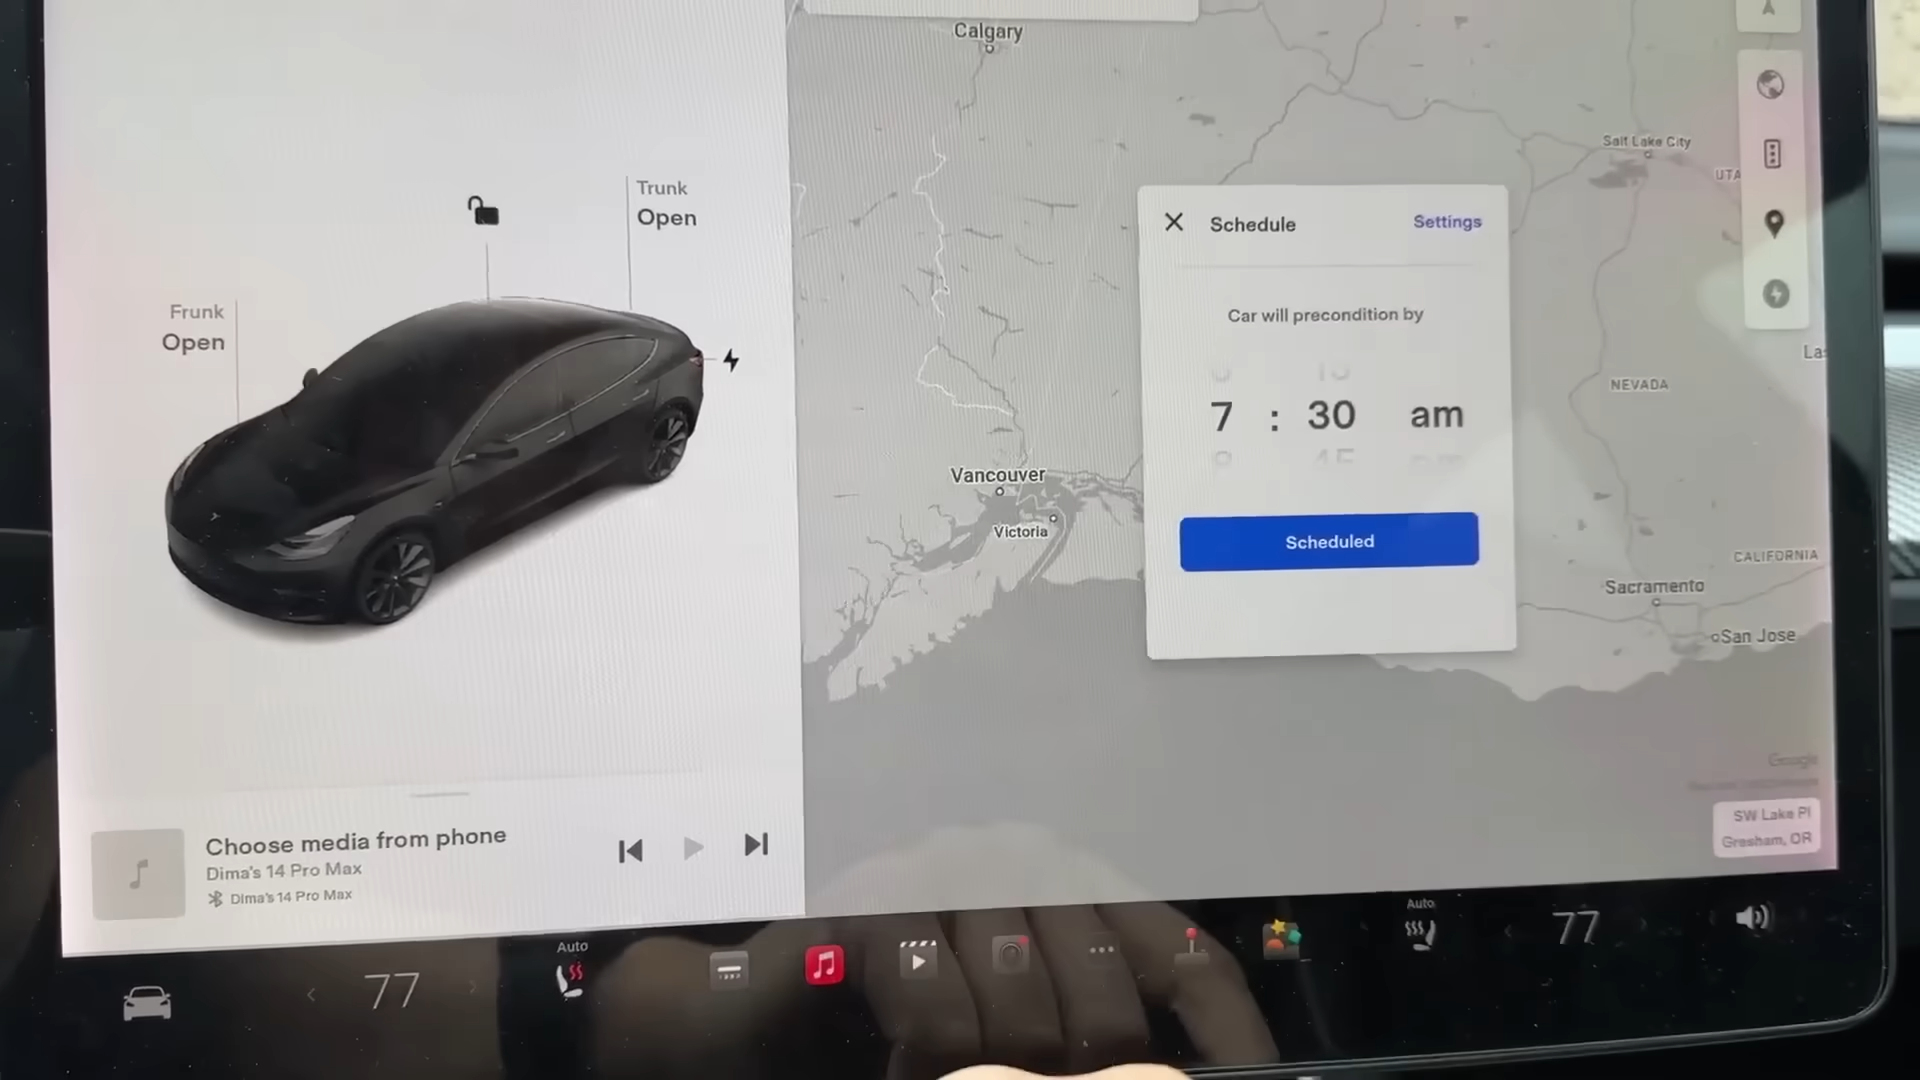 Calgary
Salt Lake City
Trunk
Open
Schedule
Settings
Frunk
Open
Car will precondition by
NEVADA
7 : 30 am
Vancouver
Victoria
Scheduled
CALIFORNIA
Sacramento
San Jose
Google
SW Lake Pl
Gresham, OR
Choose media from phone
Dima's 14 Pro Max
Dima's 14 Pro Max
Auto
77
Auto
77